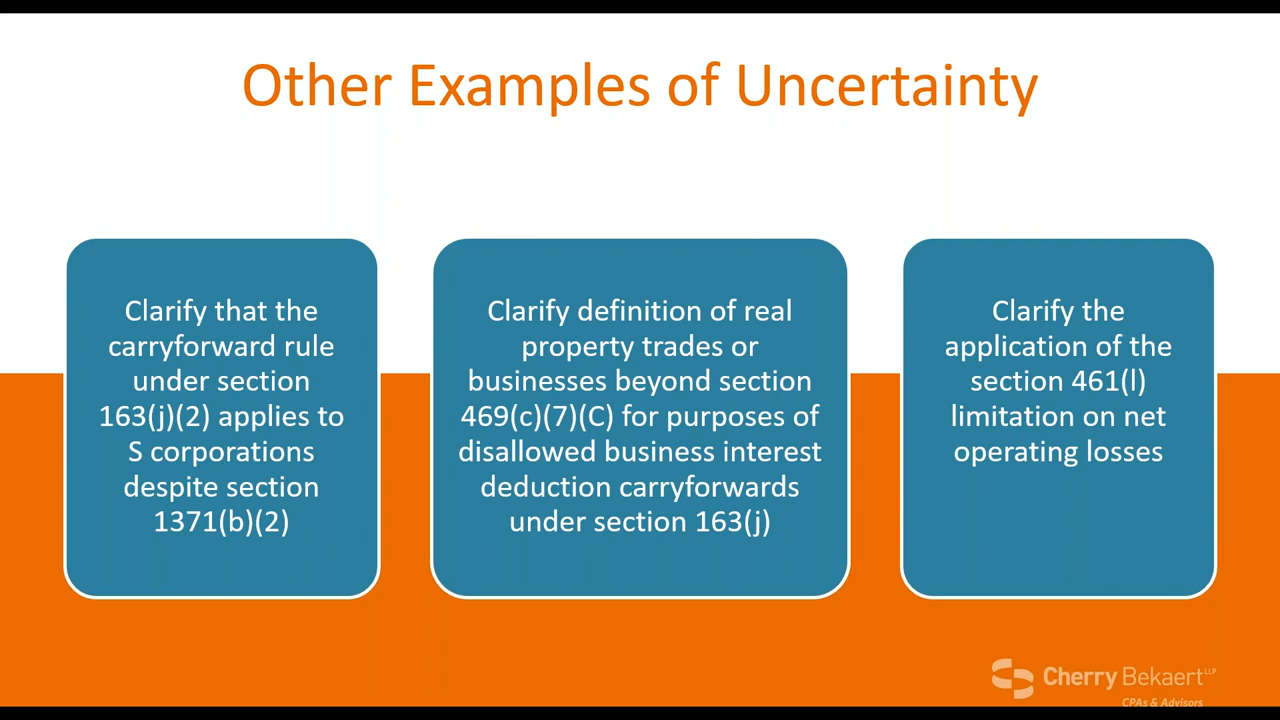 Other Examples of Uncertainty
Clarify that the
carryforward rule
under section
163(j)(2) applies to
S corporations
despite section
1371(b)(2)
Clarify definition of real
property trades or
businesses beyond section
469(c)(7)(C) for purposes of
disallowed business interest
deduction carryforwards
under section 163(j)
Clarify the
application of the
section 461(l)
limitation on net
operating losses
Cherry Bekaert LLP
CPAs & Advisors